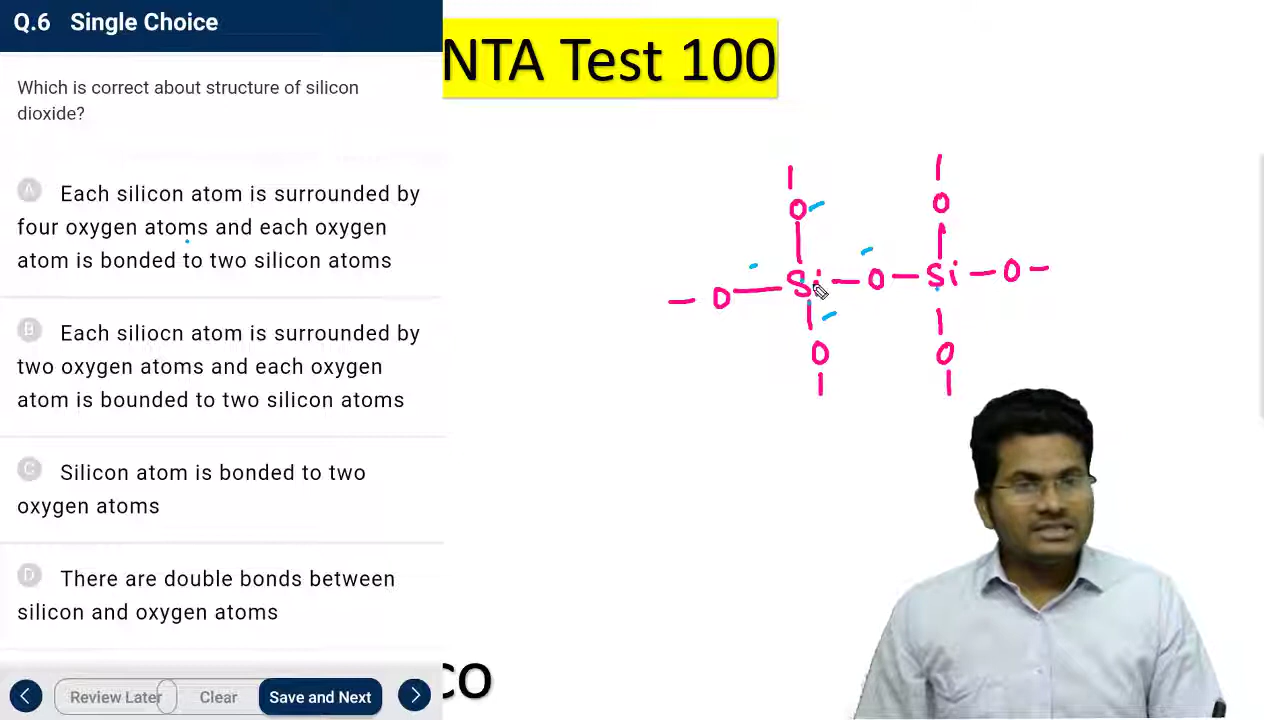 Q.6 Single Choice
NTA Test 100
Which is correct about structure of silicon
dioxide?
A Each silicon atom is surrounded by
four oxygen atoms and each oxygen
atom is bonded to two silicon atoms
B Each siliocn atom is surrounded by
two oxygen atoms and each oxygen
atom is bounded to two silicon atoms
C Silicon atom is bonded to two
oxygen atoms
D There are double bonds between
silicon and oxygen atoms
O O
O Si O Si O
O O
Review Later Clear Save and Next
co